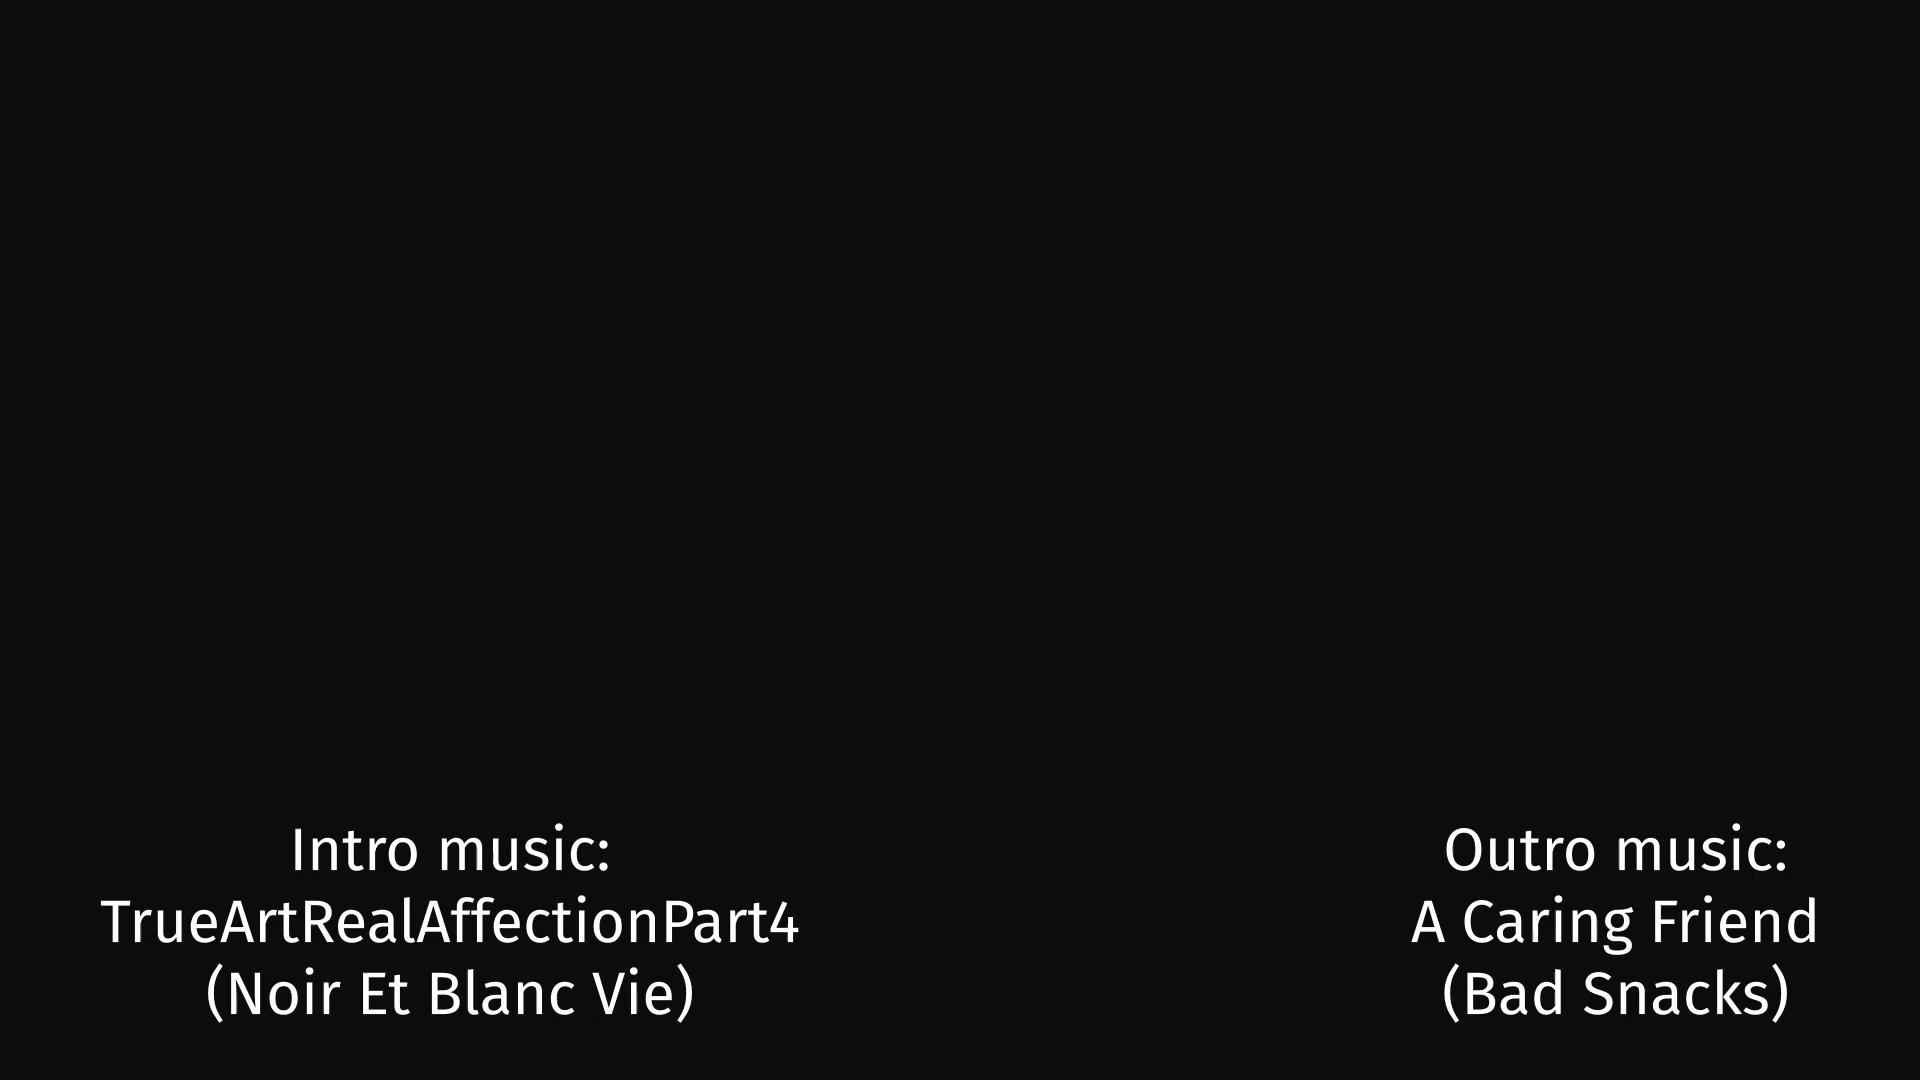 Intro music:
TrueArtRealAffectionPart4
(Noir Et Blanc Vie)
Outro music:
A Caring Friend
(Bad Snacks)